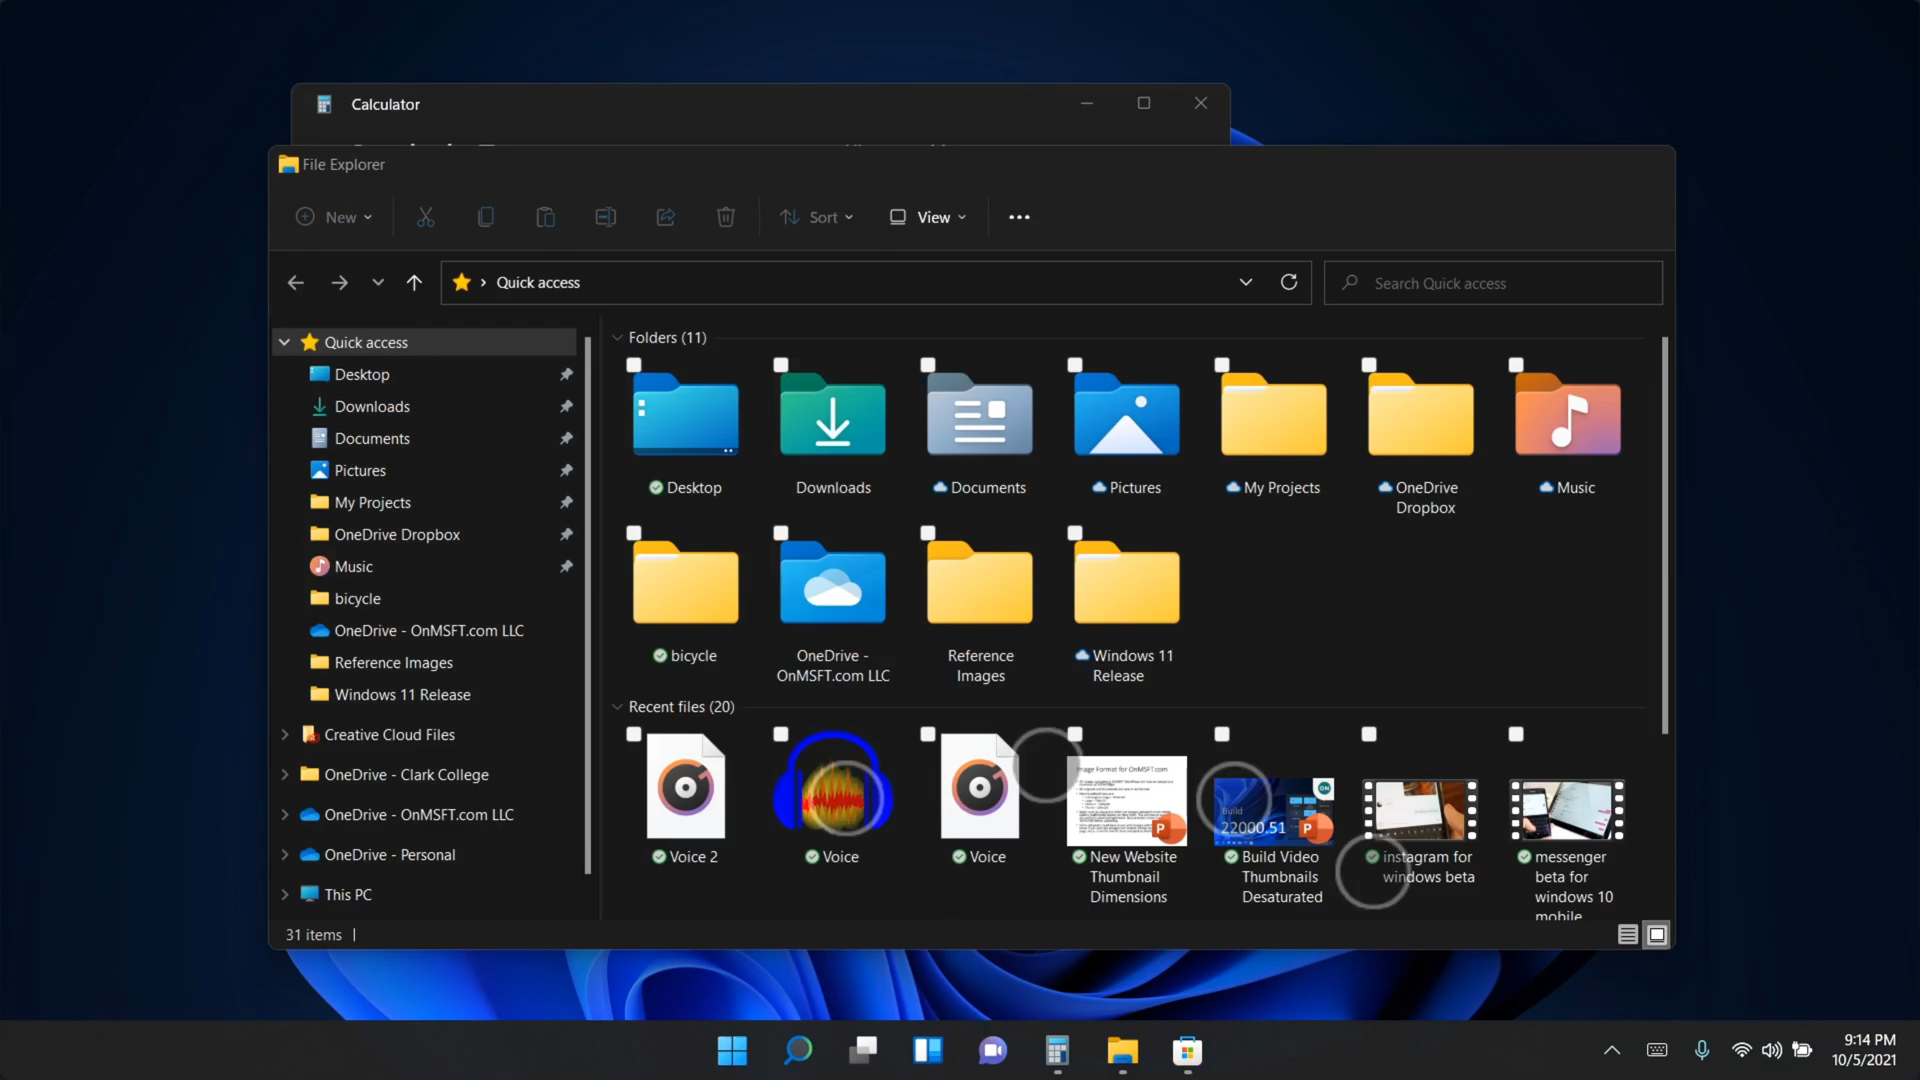 Calculator
File Explorer
New
Sort
View
Quick access
Search Quick access
Quick access
Desktop
Downloads
Documents
Pictures
My Projects
OneDrive Dropbox
Music
bicycle
OneDrive - OnMSFT.com LLC
Reference Images
Windows 11 Release
Creative Cloud Files
OneDrive - Clark College
OneDrive - OnMSFT.com LLC
OneDrive - Personal
This PC
Folders (11)
Desktop
Downloads
Documents
Pictures
My Projects
OneDrive
Dropbox
Music
bicycle
OneDrive -
OnMSFT.com LLC
Reference
Images
Windows 11
Release
Recent files (20)
Image Format for OnMSFT.com
P
Build
22000.51
ON
P
Voice 2
Voice
Voice
New Website
Thumbnail
Dimensions
Build Video
Thumbnails
Desaturated
instagram for
windows beta
messenger
beta for
windows 10
mobile
31 items
9:14 PM
10/5/2021